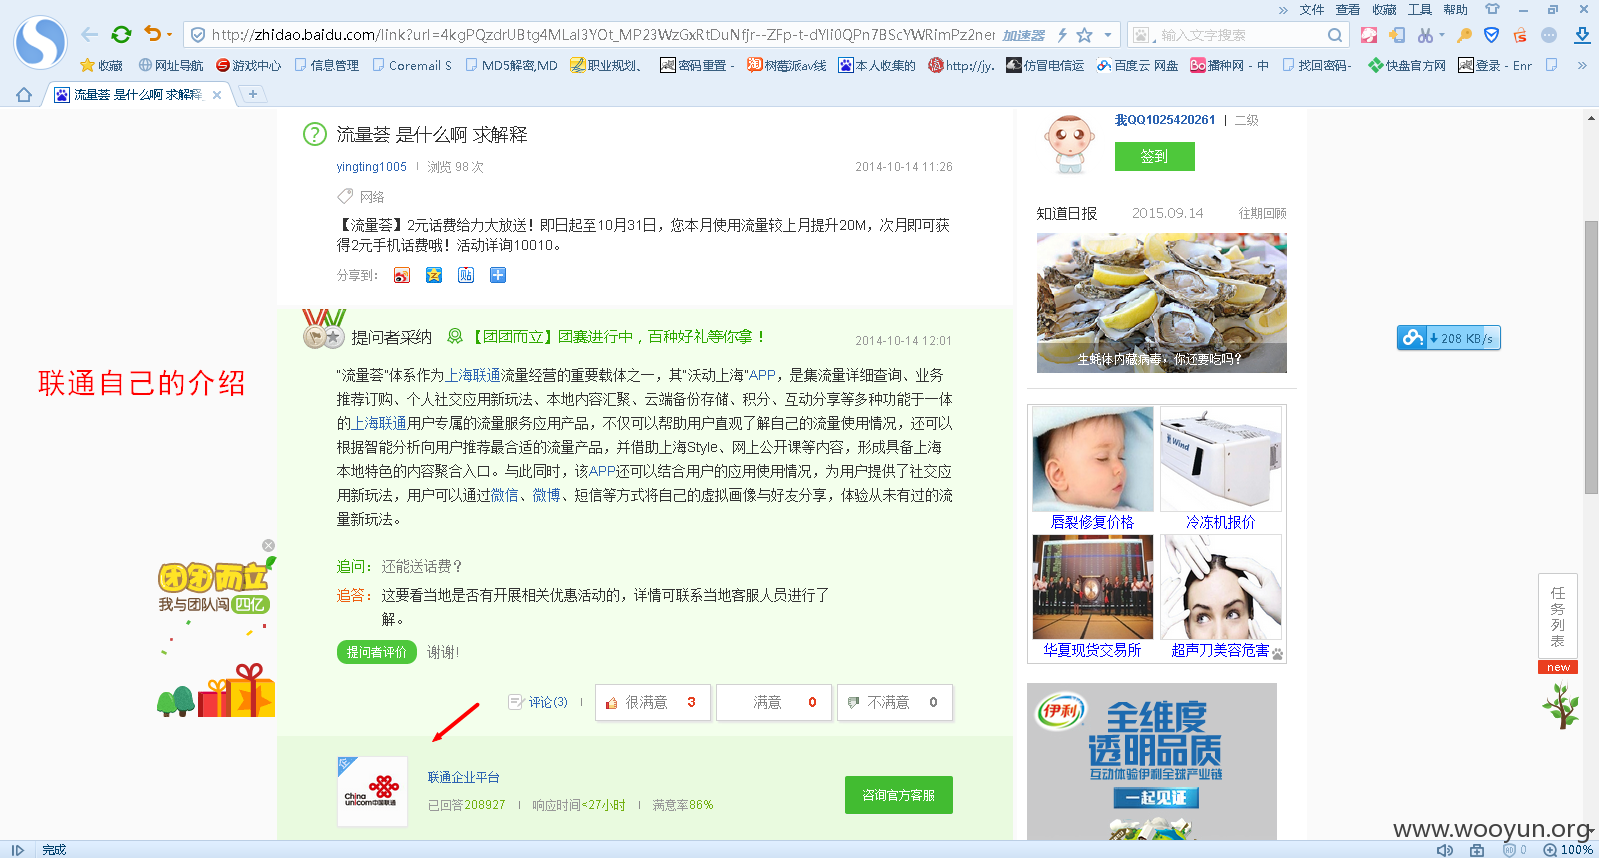 文件 查看 收藏 工具 帮助
http://zhidao.baidu.com/link?url=4kgPQzdrUBtg4MLal3YOt_MP23WzGxRtDuNfjr--ZFp-t-dYli0QPn7BScYWRimPz2ner 加速器
输入文字搜索
收藏 网址导航 游戏中心 信息管理 Coremail S MD5解密,MD 职业规划、 密码重置 - 树莓派av线 本人收集的 http://jy. 仿冒电信运 百度云 网盘 播种网 - 中 找回密码- 快盘官方网 登录 - Enr
流量荟 是什么啊 求解释_
流量荟 是什么啊 求解释
yingting1005 浏览 98 次 2014-10-14 11:26
网络
【流量荟】2元话费给力大放送！即日起至10月31日，您本月使用流量较上月提升20M，次月即可获
得2元手机话费哦！活动详询10010。
分享到：
贴
提问者采纳 【团团而立】团赛进行中，百种好礼等你拿！ 2014-10-14 12:01
"流量荟"体系作为上海联通流量经营的重要载体之一，其"沃动上海"APP，是集流量详细查询、业务
推荐订购、个人社交应用新玩法、本地内容汇聚、云端备份存储、积分、互动分享等多种功能于一体
的上海联通用户专属的流量服务应用产品，不仅可以帮助用户直观了解自己的流量使用情况，还可以
根据智能分析向用户推荐最合适的流量产品，并借助上海Style、网上公开课等内容，形成具备上海
本地特色的内容聚合入口。与此同时，该APP还可以结合用户的应用使用情况，为用户提供了社交应
用新玩法，用户可以通过微信、微博、短信等方式将自己的虚拟画像与好友分享，体验从未有过的流
量新玩法。
追问： 还能送话费？
追答： 这要看当地是否有开展相关优惠活动的，详情可联系当地客服人员进行了
解。
提问者评价 谢谢！
评论(3) 很满意 3 满意 0 不满意 0
企
China
unicom中国联通
联通企业平台
已回答208927 响应时间<27小时 满意率86%
咨询官方客服
联通自己的介绍
团团而立
我与团队闯 四亿
我QQ1025420261 | 二级
签到
知道日报 2015.09.14 往期回顾
生蚝体内藏病毒，你还要吃吗？
Wind
唇裂修复价格 冷冻机报价
华夏现货交易所 超声刀美容危害
伊利
全维度
透明品质
互动体验伊利全球产业链
一起见证
208 KB/s
任务列表
new
www.wooyun.org
完成
0
100%